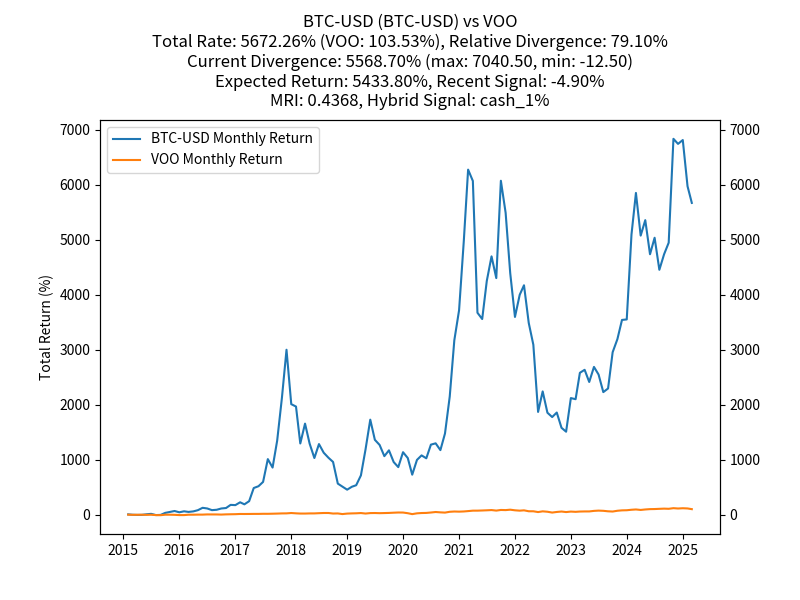 BTC-USD (BTC-USD) vs VOO
Total Rate: 5672.26% (VOO: 103.53%), Relative Divergence: 79.10%
Current Divergence: 5568.70% (max: 7040.50, min: -12.50)
Expected Return: 5433.80%, Recent Signal: -4.90%
MRI: 0.4368, Hybrid Signal: cash_1%
BTC-USD Monthly Return
VOO Monthly Return
Total Return (%)
7000
6000
5000
4000
3000
2000
1000
0
7000
6000
5000
4000
3000
2000
1000
0
2015 2016 2017 2018 2019 2020 2021 2022 2023 2024 2025